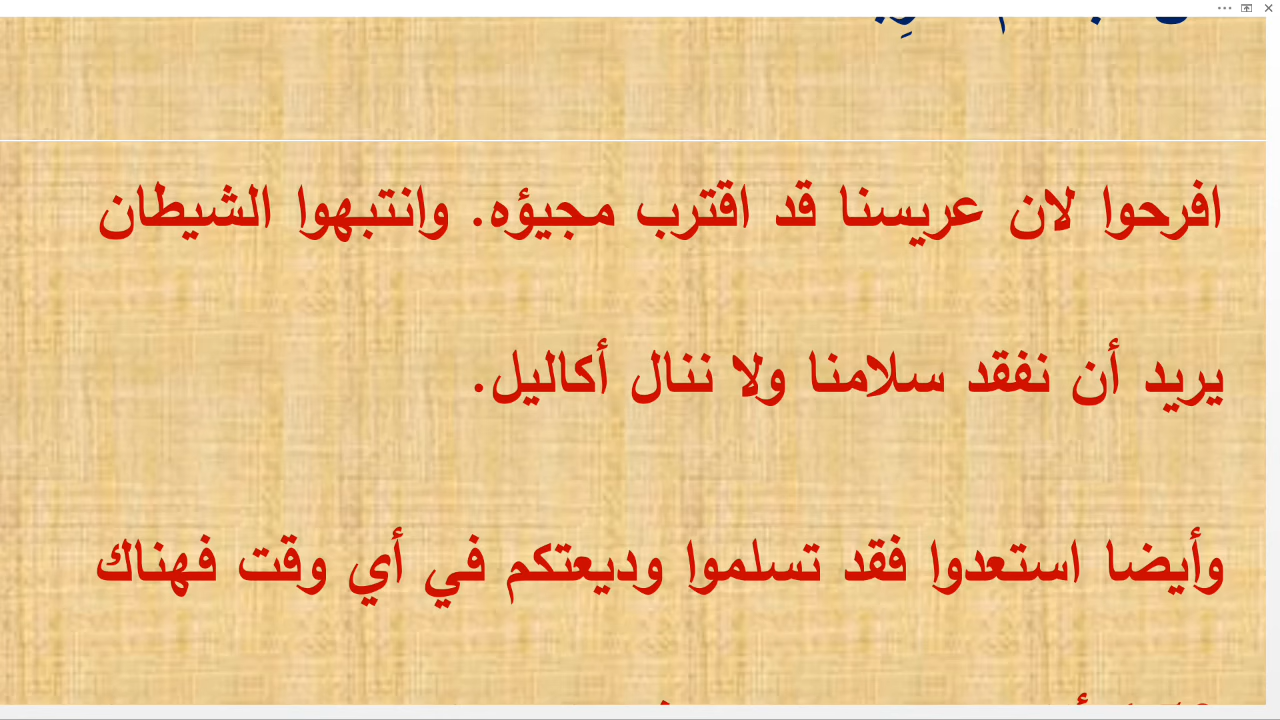 افرحوا لان عريسنا قد اقترب مجيؤه. وانتبهوا الشيطان
يريد أن نفقد سلامنا ولا ننال أكاليل.
وأيضا استعدوا فقد تسلموا وديعتكم في أي وقت فهناك